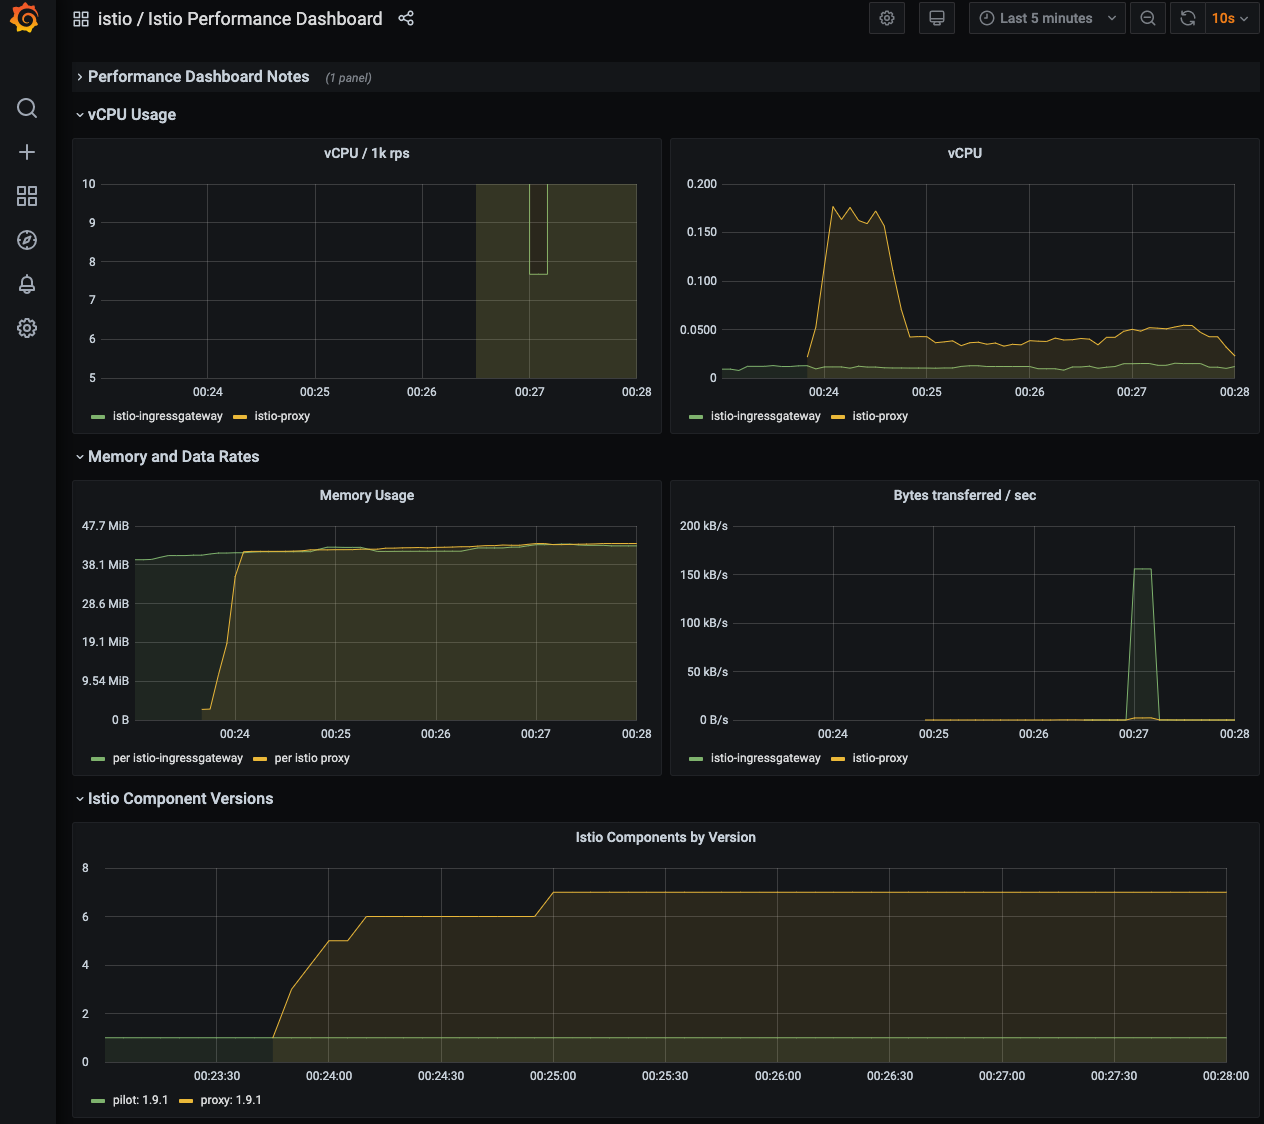 istio / Istio Performance Dashboard
Last 5 minutes
10s
Performance Dashboard Notes (1 panel)
vCPU Usage
vCPU / 1k rps
10
9
8
7
6
5
00:24 00:25 00:26 00:27 00:28
istio-ingressgateway istio-proxy
vCPU
0.200
0.150
0.100
0.0500
0
00:24 00:25 00:26 00:27 00:28
istio-ingressgateway istio-proxy
Memory and Data Rates
Memory Usage
47.7 MiB
38.1 MiB
28.6 MiB
19.1 MiB
9.54 MiB
0 B
00:24 00:25 00:26 00:27 00:28
per istio-ingressgateway per istio proxy
Bytes transferred / sec
200 kB/s
150 kB/s
100 kB/s
50 kB/s
0 B/s
00:24 00:25 00:26 00:27 00:28
istio-ingressgateway istio-proxy
Istio Component Versions
Istio Components by Version
8
6
4
2
0
00:23:30 00:24:00 00:24:30 00:25:00 00:25:30 00:26:00 00:26:30 00:27:00 00:27:30 00:28:00
pilot: 1.9.1 proxy: 1.9.1